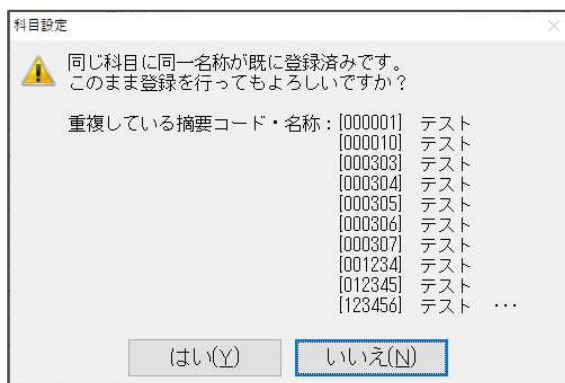 科目設定
同じ科目に同一名称が既に登録済みです。
このまま登録を行ってもよろしいですか？
重複している摘要コード・名称：[000001] テスト
[000010] テスト
[000303] テスト
[000304] テスト
[000305] テスト
[000306] テスト
[000307] テスト
[001234] テスト
[012345] テスト
[123456] テスト ・・・
はい(Y)
いいえ(N)